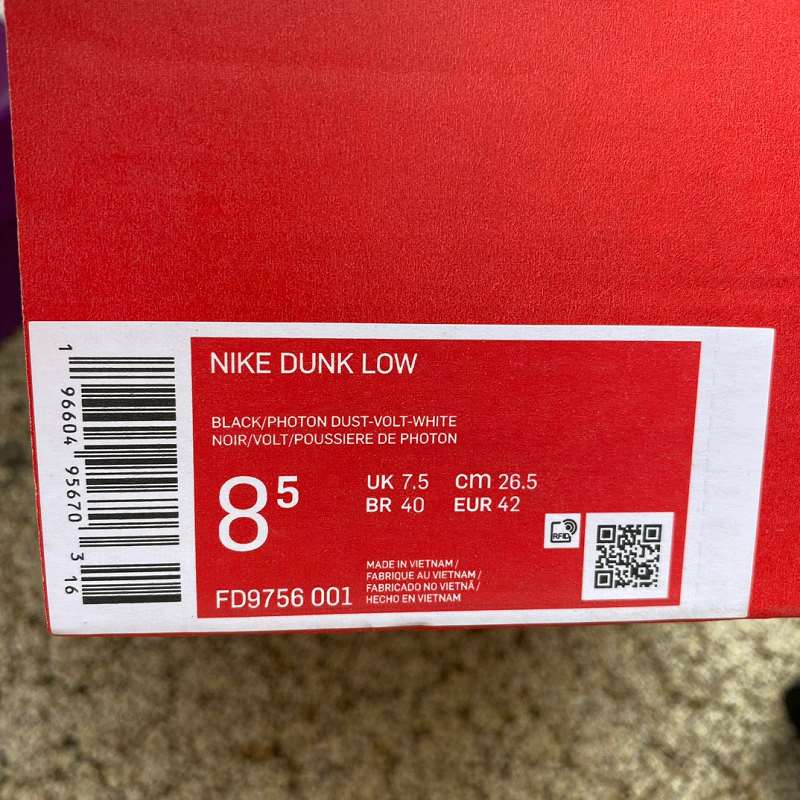 NIKE DUNK LOW
BLACK/PHOTON DUST-VOLT-WHITE
NOIR/VOLT/POUSSIERE DE PHOTON
8⁵
UK 7.5 cm 26.5
BR 40 EUR 42
RFID
MADE IN VIETNAM /
FABRIQUE AU VIETNAM /
FABRICADO NO VIETNÃ /
HECHO EN VIETNAM
FD9756 001
1 96604 95670 3 16